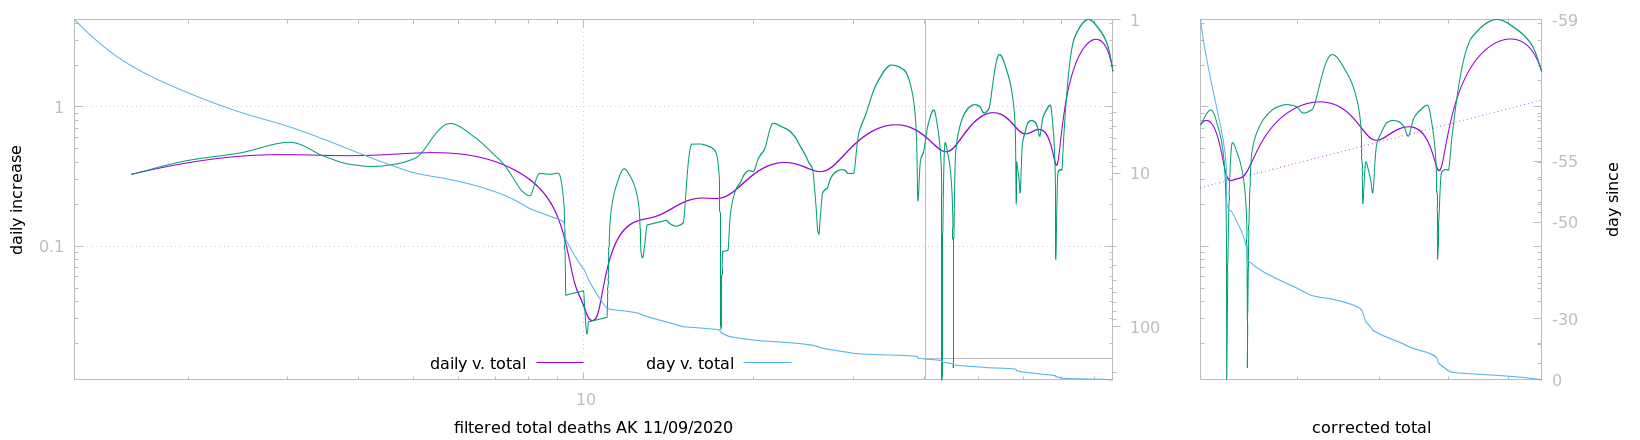 daily increase
1
0.1
10
daily v. total
day v. total
filtered total deaths AK 11/09/2020
1
10
100
-59
-55
-50
-30
0
day since
corrected total